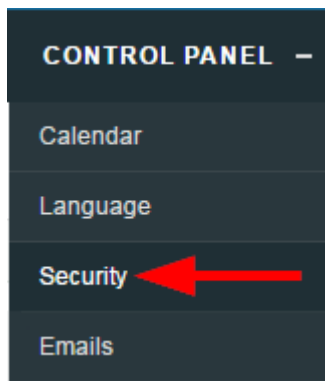 CONTROL PANEL –
Calendar
Language
Security
Emails